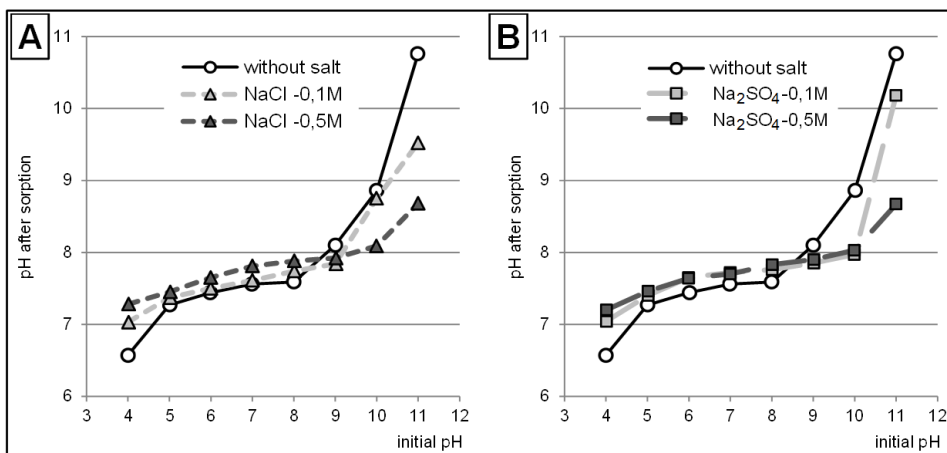 A
without salt
NaCl -0,1M
NaCl -0,5M
pH after sorption
11
10
9
8
7
6
3 4 5 6 7 8 9 10 11 12
initial pH
B
without salt
Na₂SO₄-0,1M
Na₂SO₄-0,5M
pH after sorption
11
10
9
8
7
6
3 4 5 6 7 8 9 10 11 12
initial pH